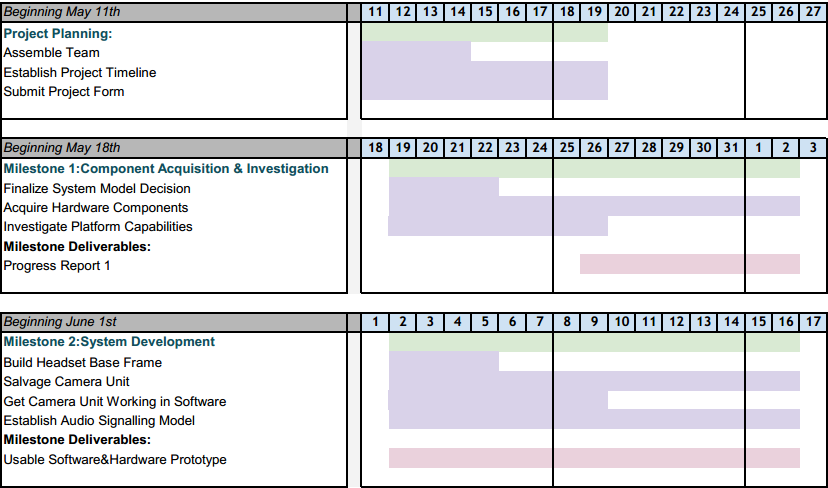 Beginning May 11th 11 12 13 14 15 16 17 18 19 20 21 22 23 24 25 26 27
Project Planning:
Assemble Team
Establish Project Timeline
Submit Project Form
Beginning May 18th 18 19 20 21 22 23 24 25 26 27 28 29 30 31 1 2 3
Milestone 1:Component Acquisition & Investigation
Finalize System Model Decision
Acquire Hardware Components
Investigate Platform Capabilities
Milestone Deliverables:
Progress Report 1
Beginning June 1st 1 2 3 4 5 6 7 8 9 10 11 12 13 14 15 16 17
Milestone 2:System Development
Build Headset Base Frame
Salvage Camera Unit
Get Camera Unit Working in Software
Establish Audio Signalling Model
Milestone Deliverables:
Usable Software&Hardware Prototype